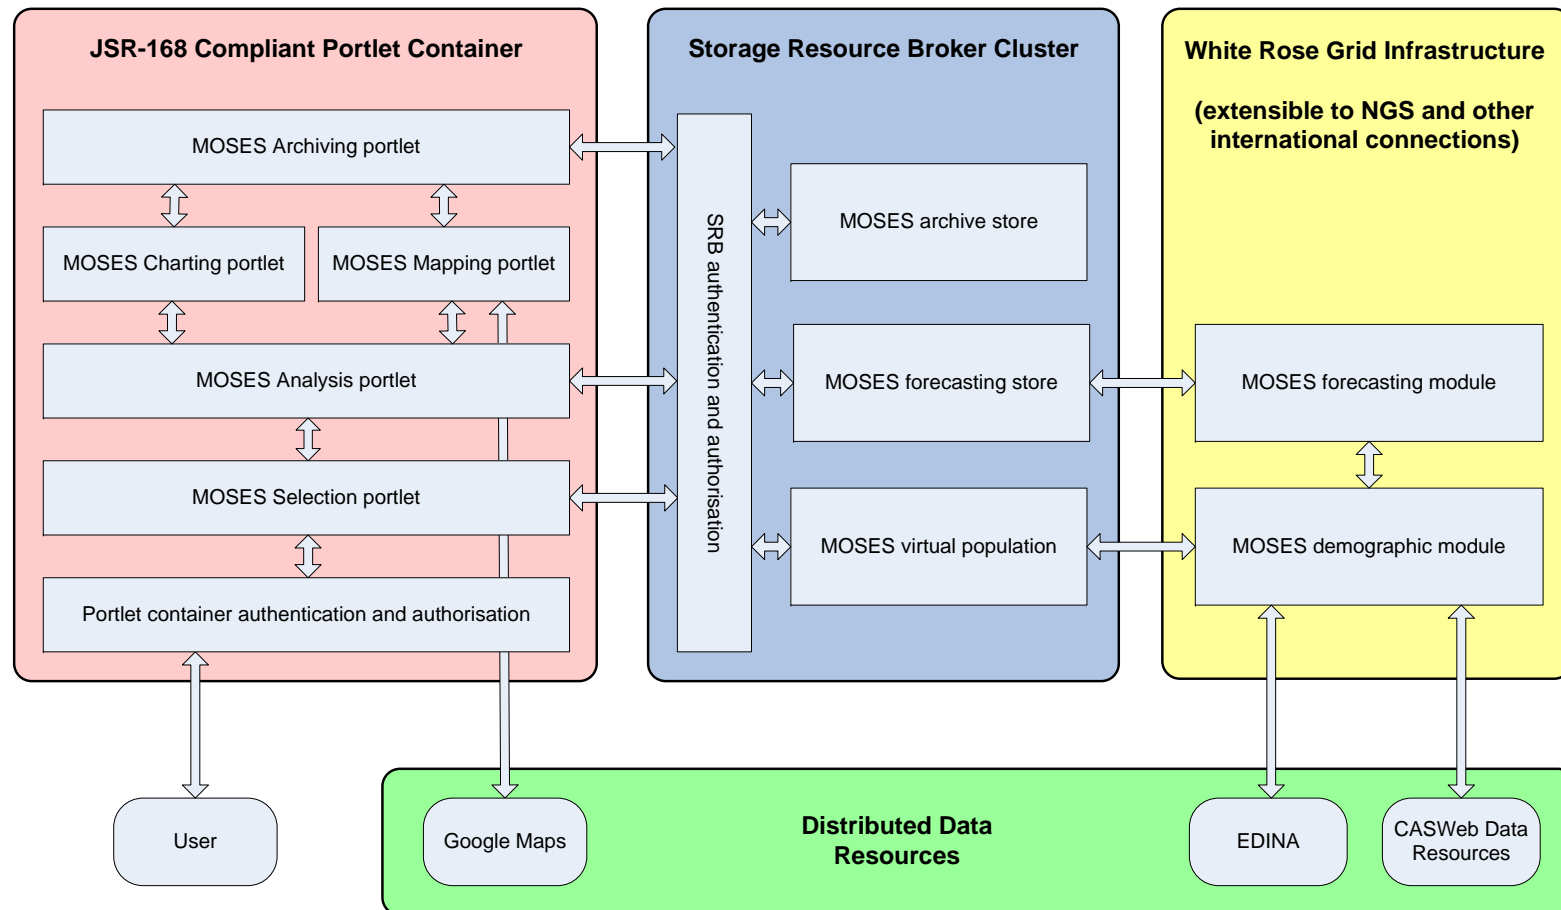 JSR-168 Compliant Portlet Container
MOSES Archiving portlet
MOSES Charting portlet
MOSES Mapping portlet
MOSES Analysis portlet
MOSES Selection portlet
Portlet container authentication and authorisation
Storage Resource Broker Cluster
SRB authentication and authorisation
MOSES archive store
MOSES forecasting store
MOSES virtual population
White Rose Grid Infrastructure
(extensible to NGS and other
international connections)
MOSES forecasting module
MOSES demographic module
User
Google Maps
Distributed Data
Resources
EDINA
CASWeb Data
Resources